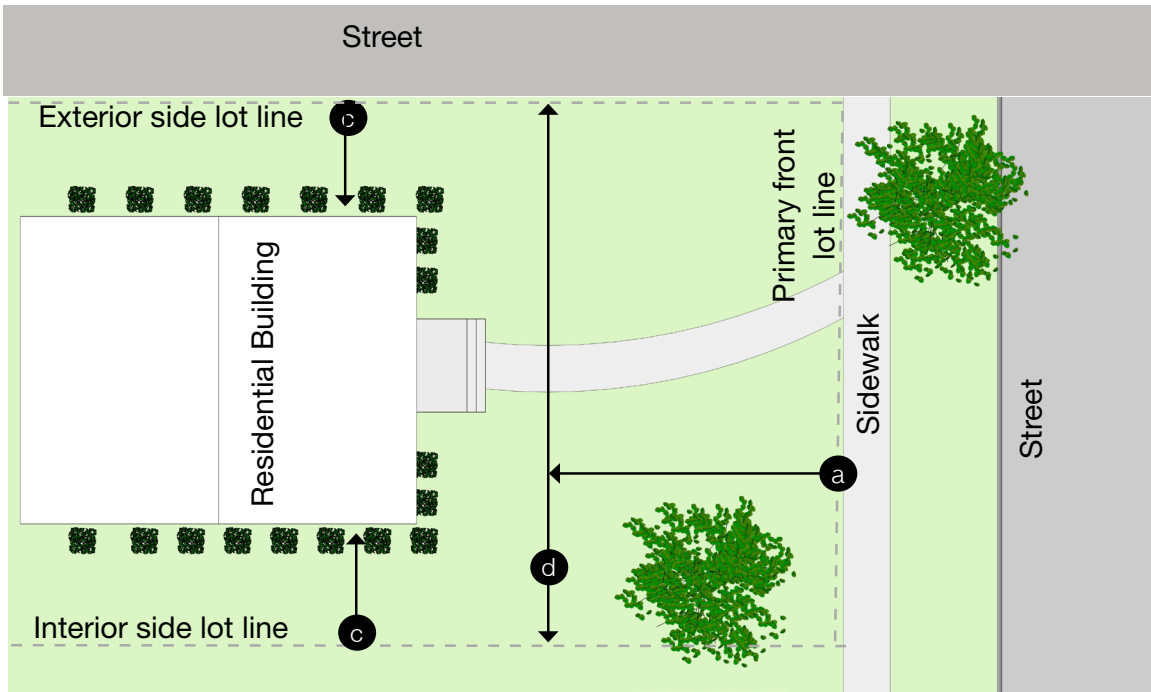 Street
Exterior side lot line
c
Primary front
lot line
Residential Building
Sidewalk
Street
a
d
Interior side lot line
c